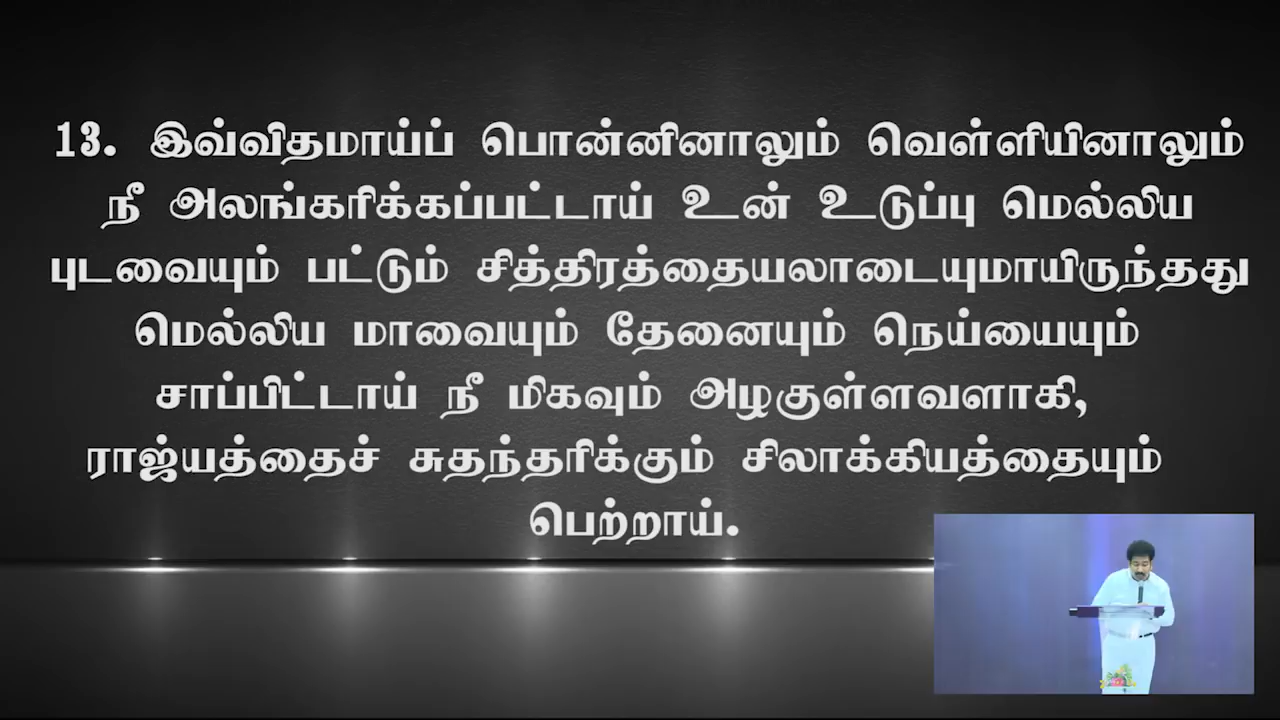 13. இவ்விதமாய்ப் பொன்னினாலும் வெள்ளியினாலும்
நீ அலங்கரிக்கப்பட்டாய் உன் உடுப்பு மெல்லிய
புடவையும் பட்டும் சித்திரத்தையலாடையுமாயிருந்தது
மெல்லிய மாவையும் தேனையும் நெய்யையும்
சாப்பிட்டாய் நீ மிகவும் அழகுள்ளவளாகி,
ராஜ்யத்தைச் சுதந்தரிக்கும் சிலாக்கியத்தையும்
பெற்றாய்.